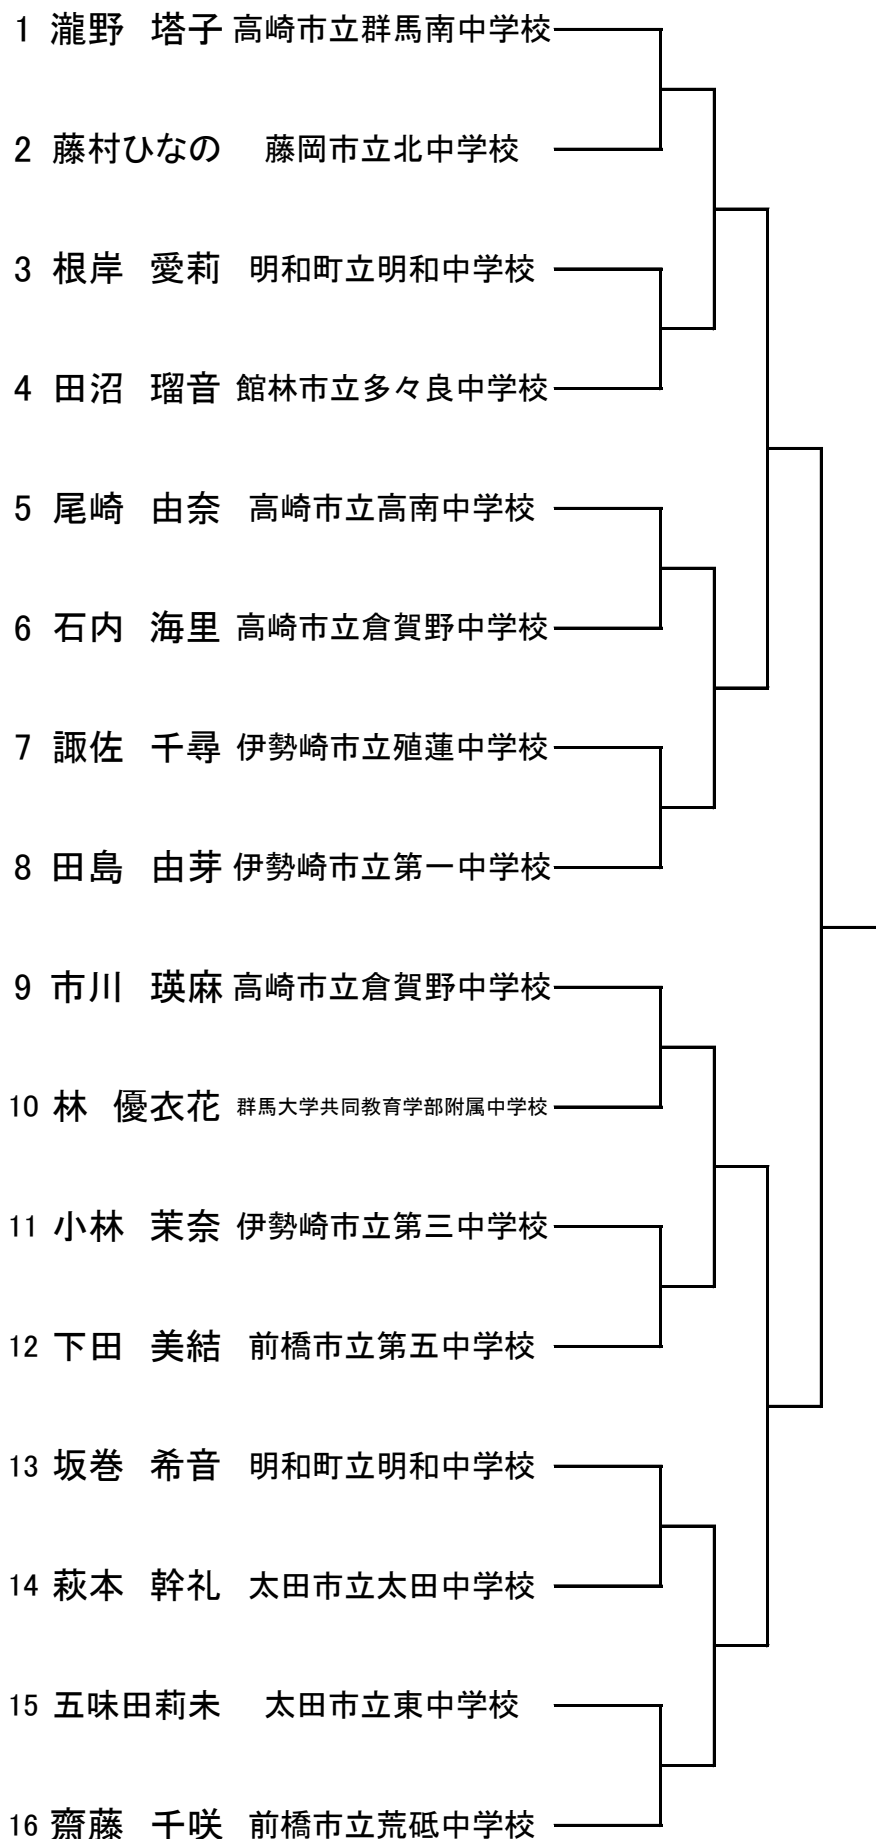 1 瀧野 塔子 高崎市立群馬南中学校
2 藤村ひなの 藤岡市立北中学校
3 根岸 愛莉 明和町立明和中学校
4 田沼 瑠音 館林市立多々良中学校
5 尾崎 由奈 高崎市立高南中学校
6 石内 海里 高崎市立倉賀野中学校
7 諏佐 千尋 伊勢崎市立殖蓮中学校
8 田島 由芽 伊勢崎市立第一中学校
9 市川 瑛麻 高崎市立倉賀野中学校
10 林 優衣花 群馬大学共同教育学部附属中学校
11 小林 茉奈 伊勢崎市立第三中学校
12 下田 美結 前橋市立第五中学校
13 坂巻 希音 明和町立明和中学校
14 萩本 幹礼 太田市立太田中学校
15 五味田莉未 太田市立東中学校
16 齋藤 千咲 前橋市立荒砥中学校